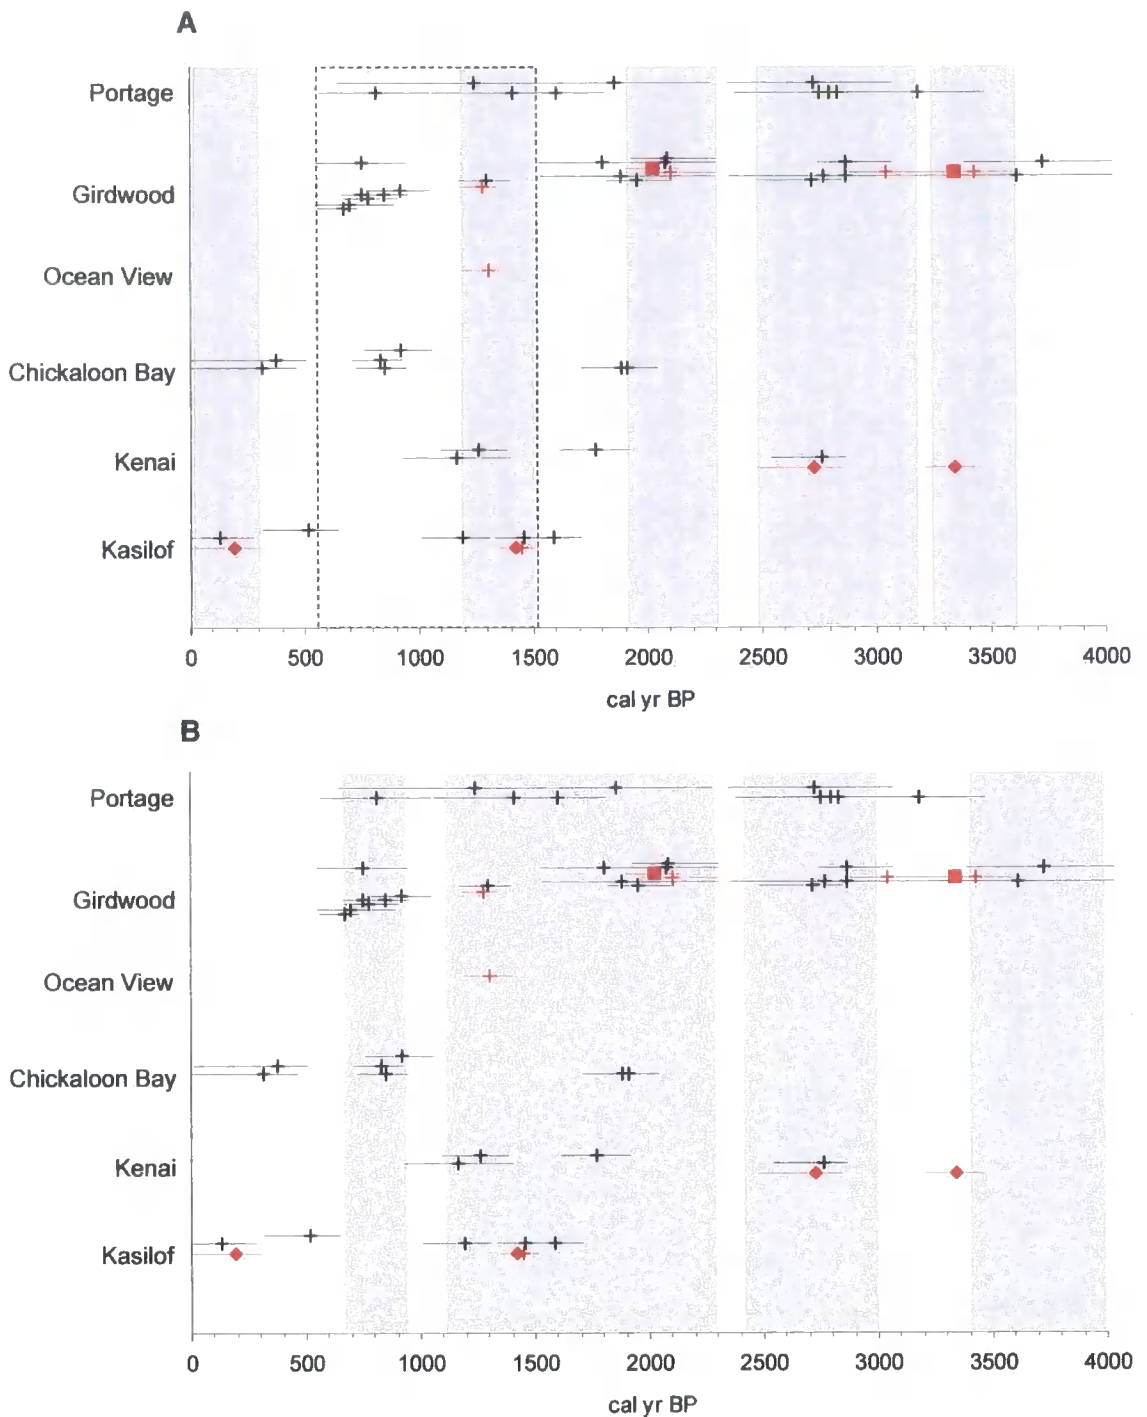 A
Portage
Girdwood
Ocean View
Chickaloon Bay
Kenai
Kasilof
0 500 1000 1500 2000 2500 3000 3500 4000
cal yr BP
B
Portage
Girdwood
Ocean View
Chickaloon Bay
Kenai
Kasilof
0 500 1000 1500 2000 2500 3000 3500 4000
cal yr BP